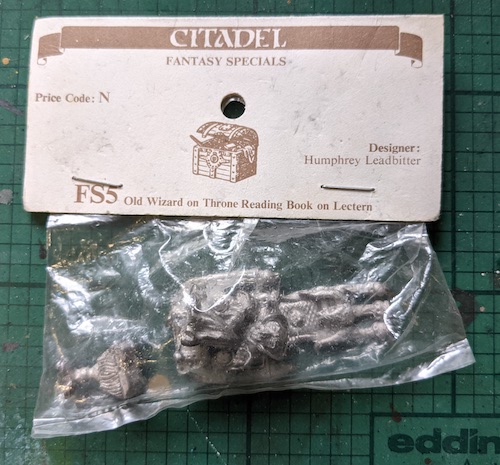 CITADEL
FANTASY SPECIALS
Price Code: N
Designer:
Humphrey Leadbitter
FS5 Old Wizard on Throne Reading Book on Lectern
eddin